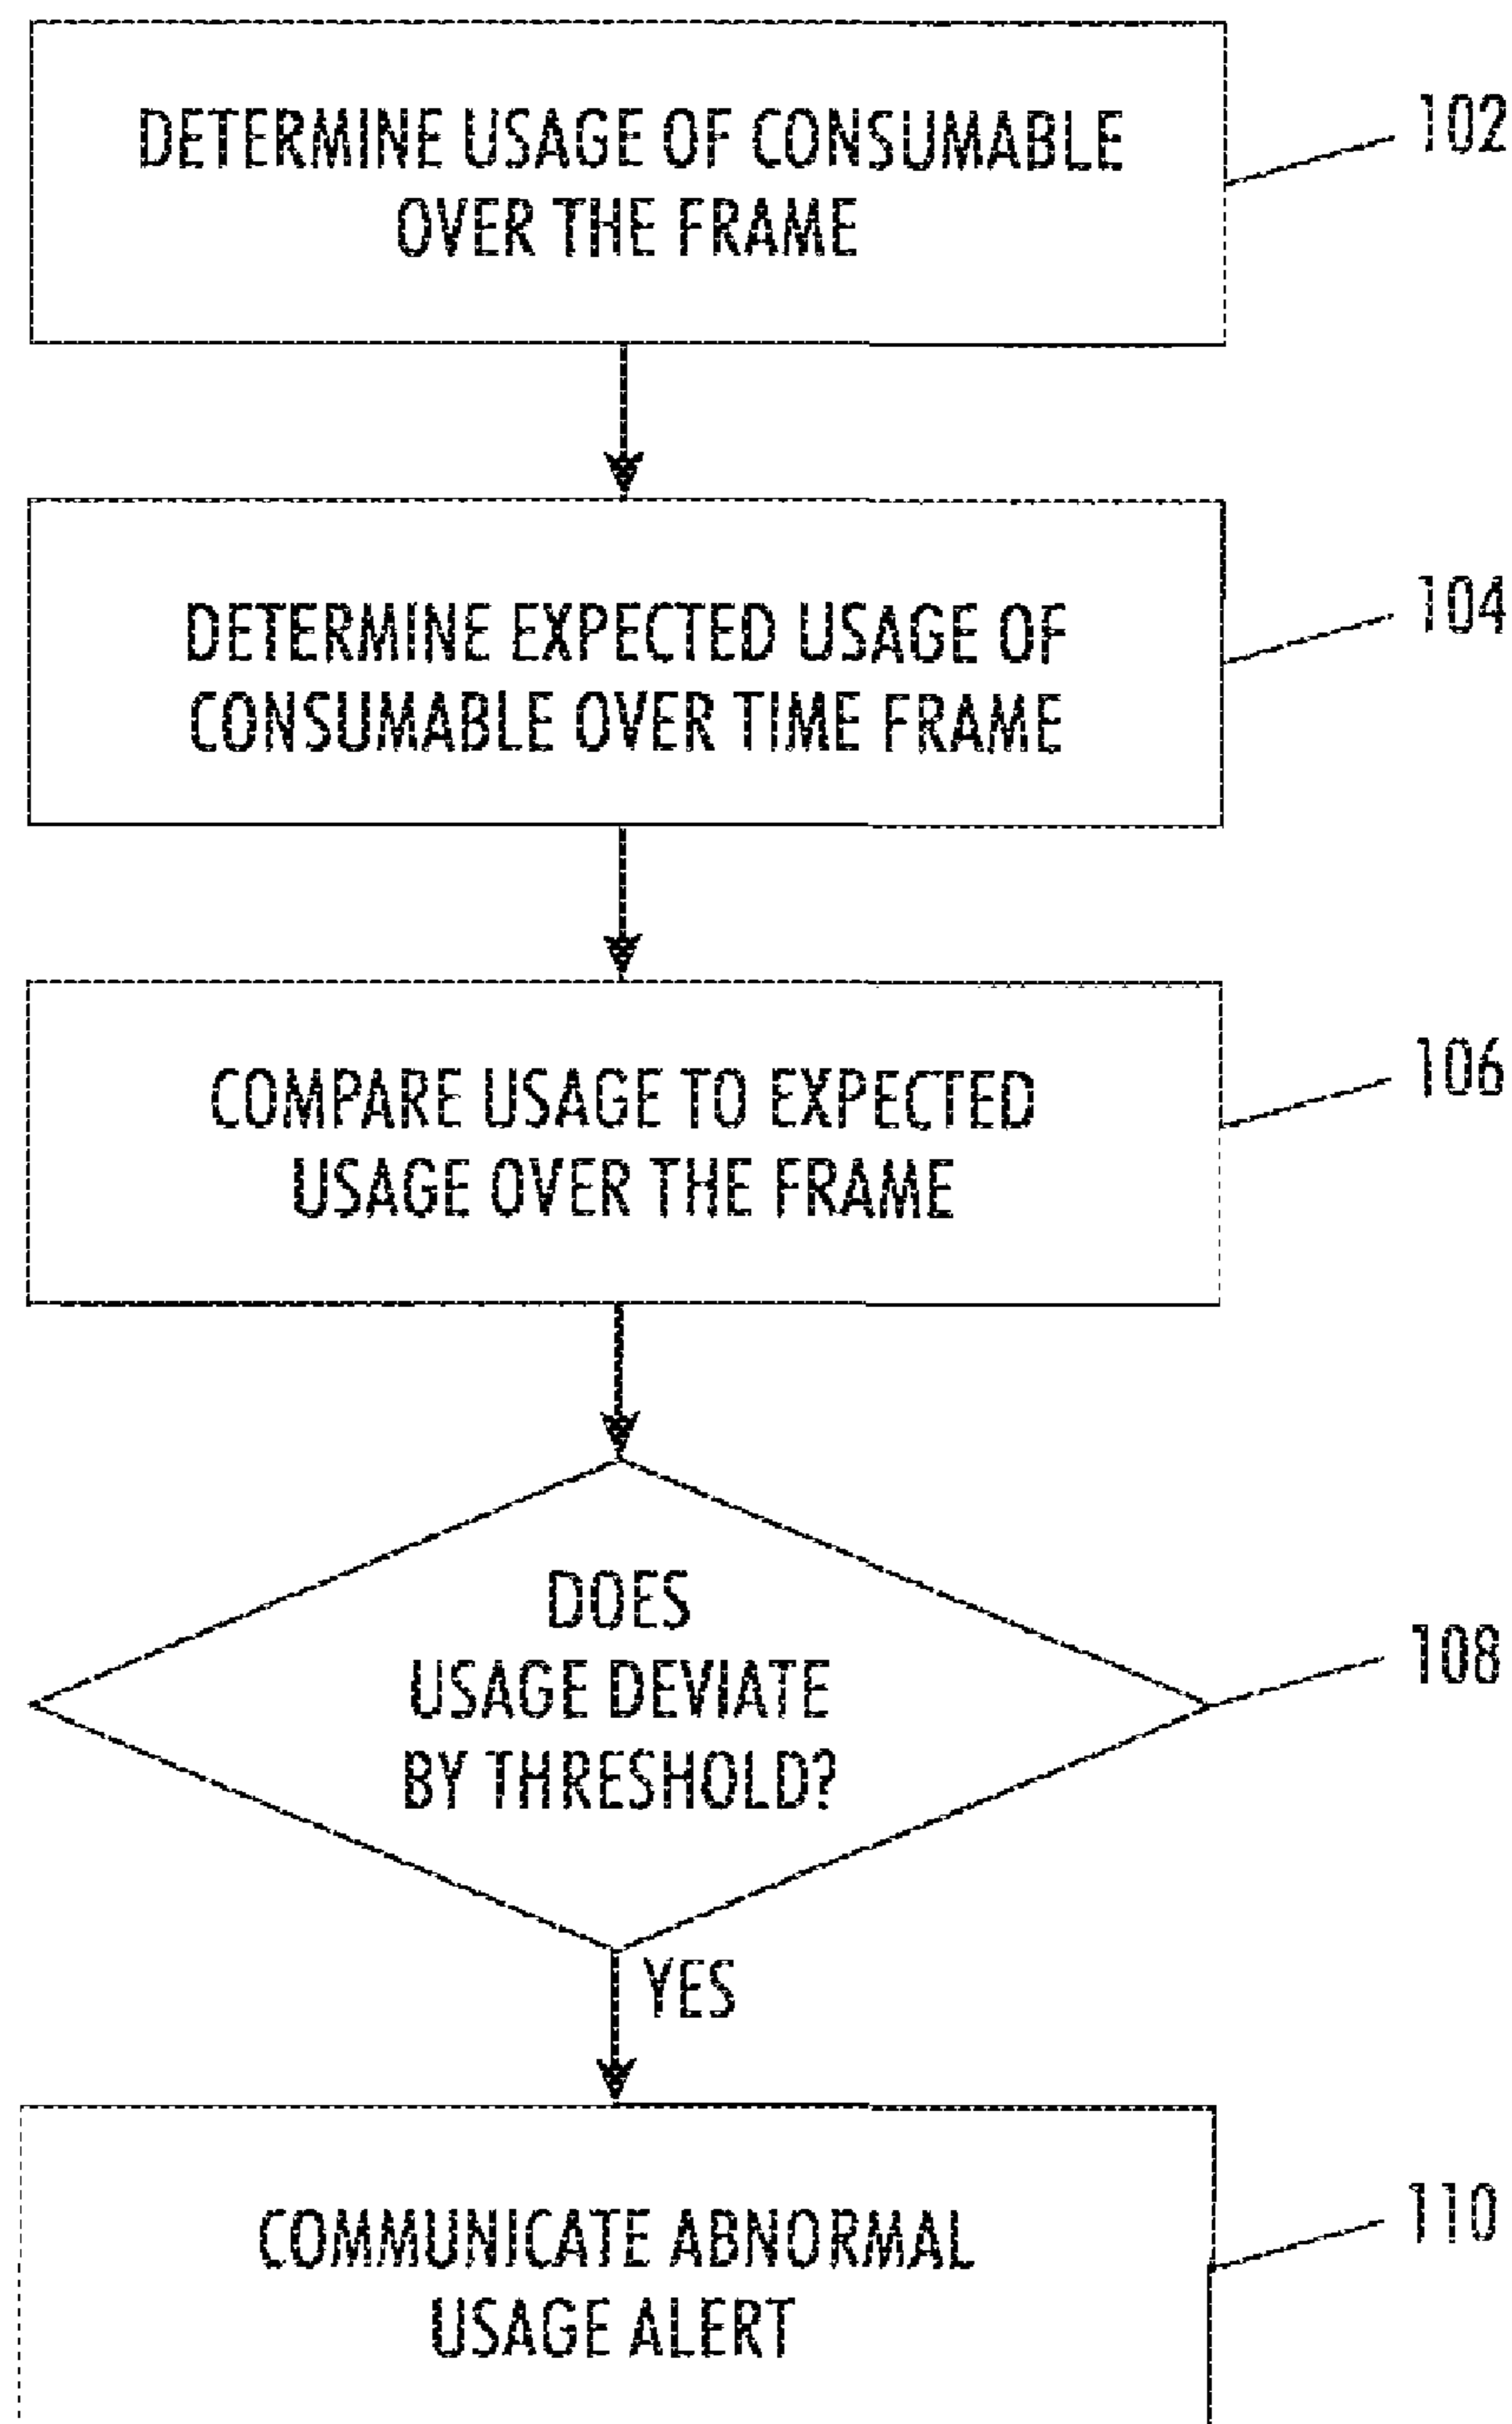 DETERMINE USAGE OF CONSUMABLE
OVER THE FRAME
102
DETERMINE EXPECTED USAGE OF
CONSUMABLE OVER TIME FRAME
104
COMPARE USAGE TO EXPECTED
USAGE OVER THE FRAME
106
DOES
USAGE DEVIATE
BY THRESHOLD?
108
YES
COMMUNICATE ABNORMAL
USAGE ALERT
110